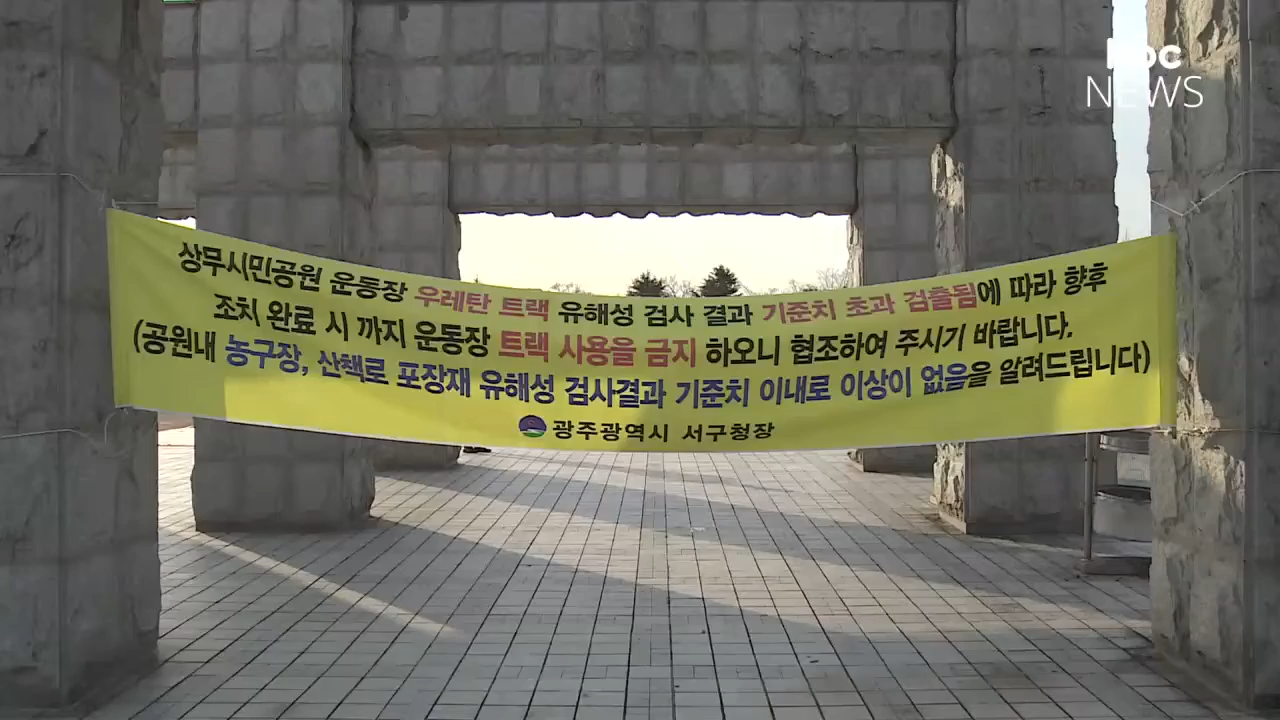 NEWS
상무시민공원 운동장 우레탄 트랙 유해성 검사 결과 기준치 초과 검출됨에 따라 향후
조치 완료 시 까지 운동장 트랙 사용을 금지 하오니 협조하여 주시기 바랍니다.
(공원내 농구장, 산책로 포장재 유해성 검사결과 기준치 이내로 이상이 없음을 알려드립니다)
광주광역시 서구청장